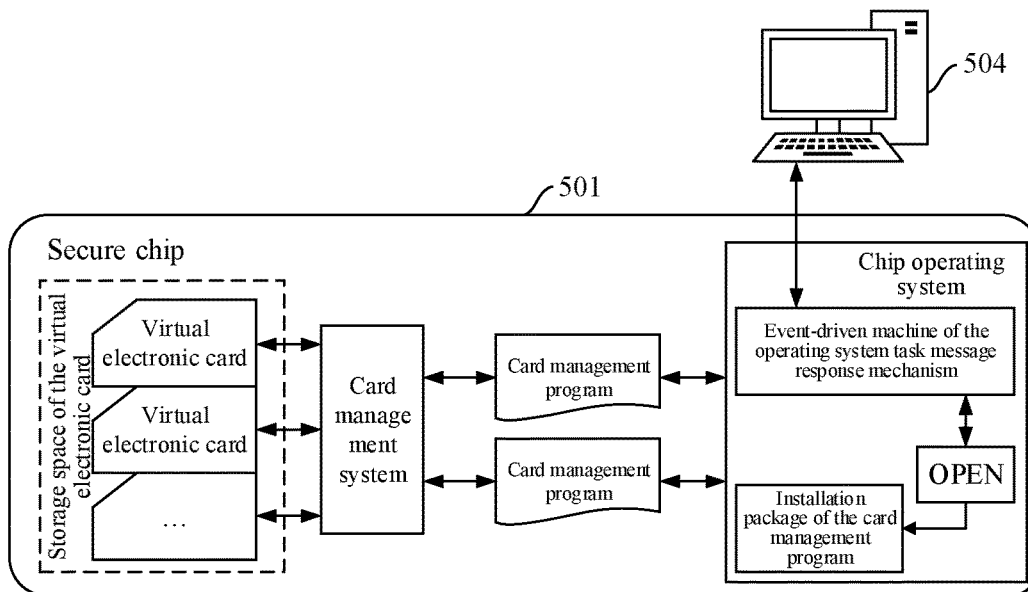 504
501
Secure chip
Storage space of the virtual
electronic card
Virtual
electronic card
Virtual
electronic card
...
Card
manage
ment
system
Card management
program
Card management
program
Chip operating
system
Event-driven machine of the
operating system task message
response mechanism
OPEN
Installation
package of the card
management
program